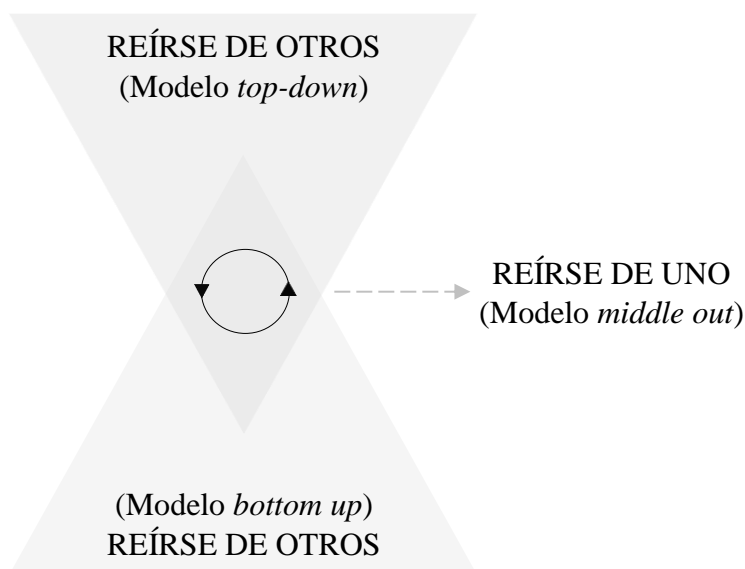 REÍRSE DE OTROS
(Modelo top-down)
REÍRSE DE UNO
(Modelo middle out)
(Modelo bottom up)
REÍRSE DE OTROS